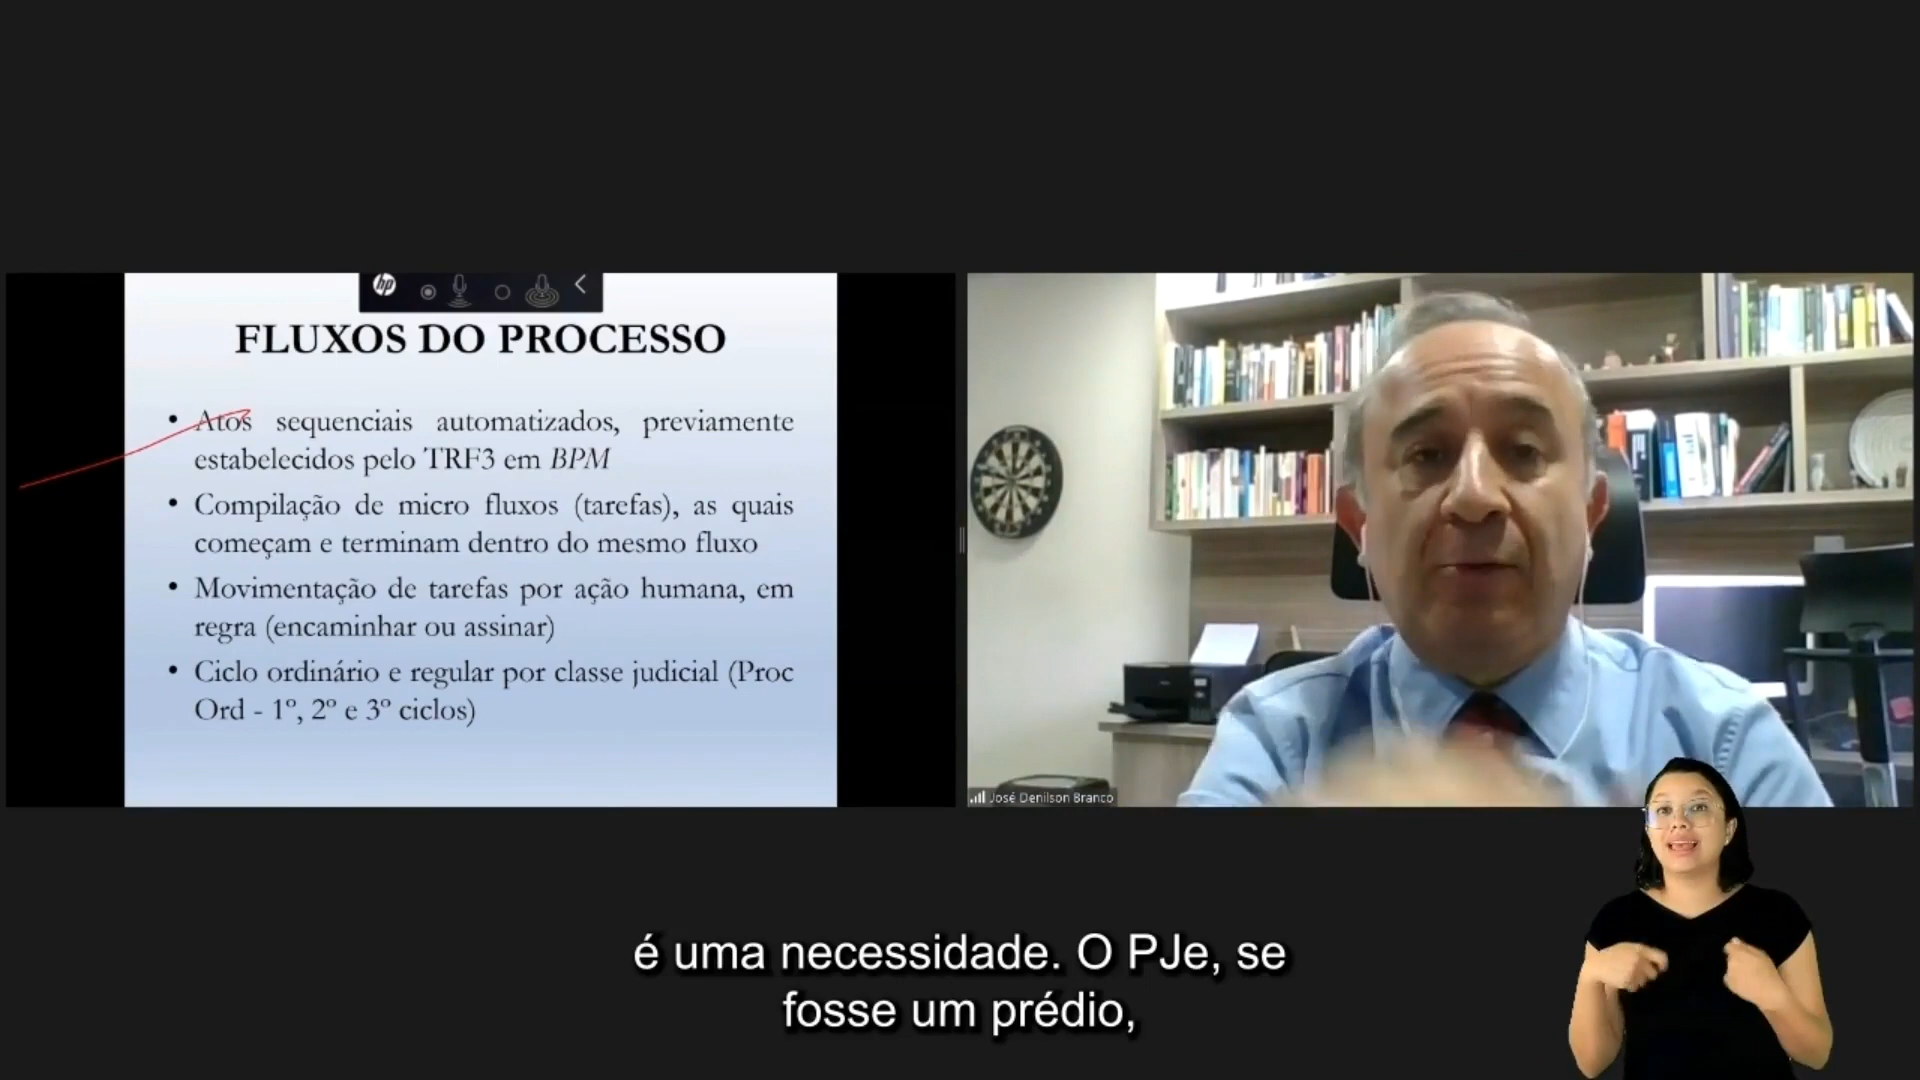 hp
FLUXOS DO PROCESSO
• Atos sequenciais automatizados, previamente
estabelecidos pelo TRF3 em BPM
• Compilação de micro fluxos (tarefas), as quais
começam e terminam dentro do mesmo fluxo
• Movimentação de tarefas por ação humana, em
regra (encaminhar ou assinar)
• Ciclo ordinário e regular por classe judicial (Proc
Ord - 1º, 2º e 3º ciclos)
José Denilson Branco
é uma necessidade. O PJe, se
fosse um prédio,